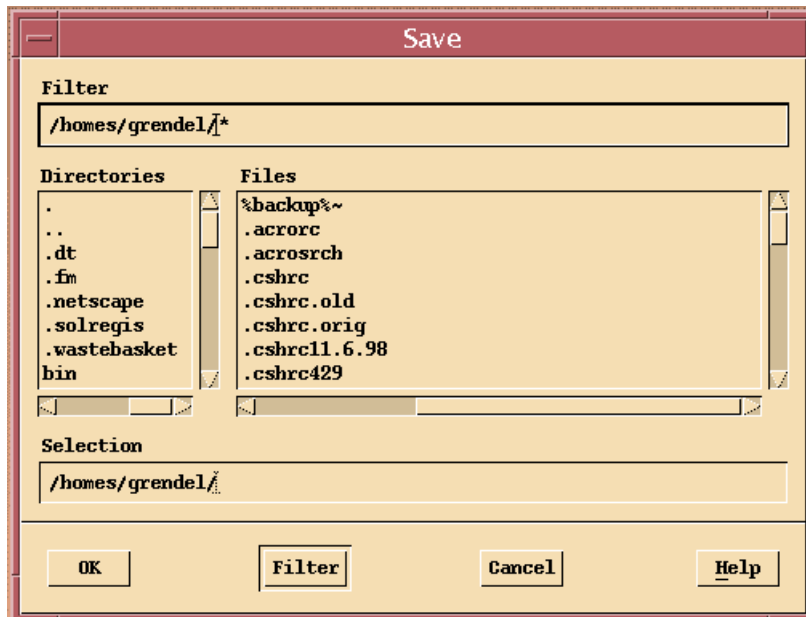 Save
Filter
/homes/grendel/*
Directories
.
..
.dt
.fm
.netscape
.solregis
.wastebasket
bin
Files
%backup%~
.acrorc
.acrosrch
.cshrc
.cshrc.old
.cshrc.orig
.cshrc11.6.98
.cshrc429
Selection
/homes/grendel/
OK Filter Cancel Help